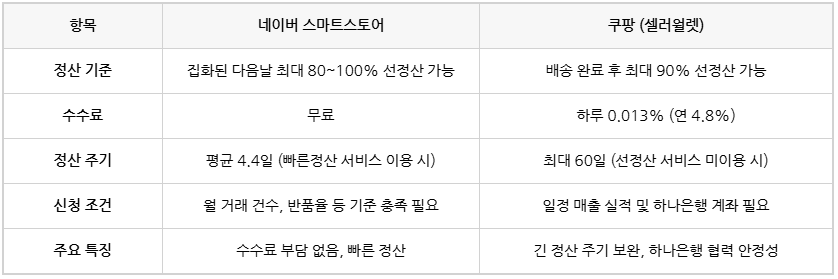 항목 네이버 스마트스토어 쿠팡 (셀러월렛)
정산 기준 집화된 다음날 최대 80~100% 선정산 가능 배송 완료 후 최대 90% 선정산 가능
수수료 무료 하루 0.013% (연 4.8%)
정산 주기 평균 4.4일 (빠른정산 서비스 이용 시) 최대 60일 (선정산 서비스 미이용 시)
신청 조건 월 거래 건수, 반품율 등 기준 충족 필요 일정 매출 실적 및 하나은행 계좌 필요
주요 특징 수수료 부담 없음, 빠른 정산 긴 정산 주기 보완, 하나은행 협력 안정성